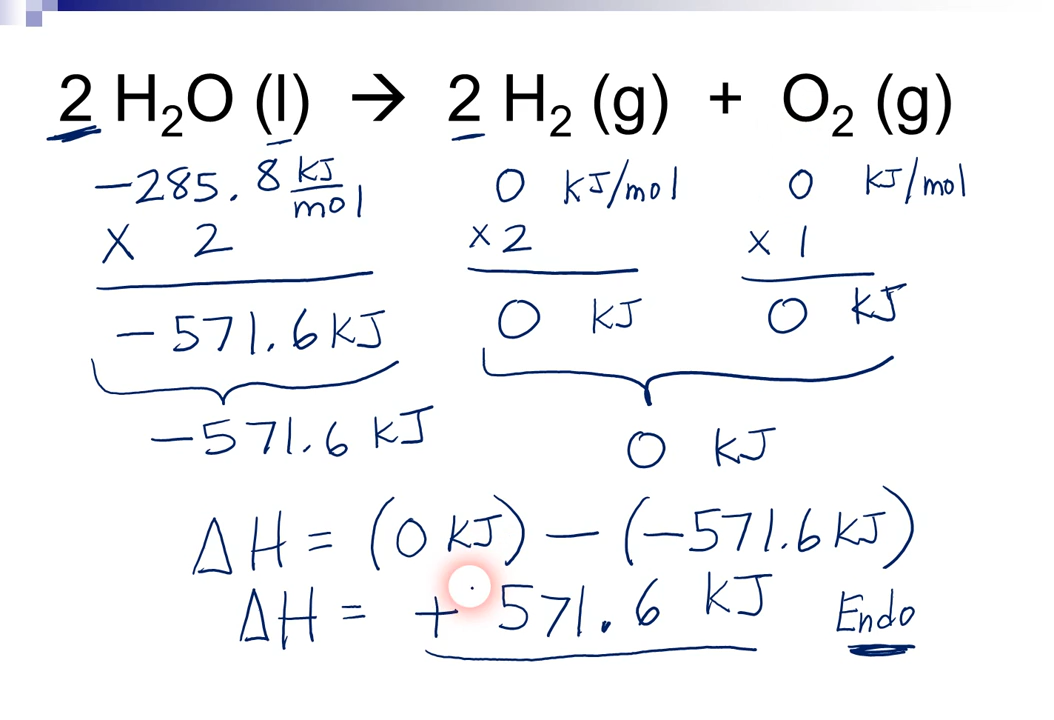 2 H₂O (l) → 2 H₂ (g) + O₂ (g)
-285.8 kJ/mol 0 kJ/mol 0 kJ/mol
x 2 x 2 x 1
-571.6 kJ 0 kJ 0 kJ
-571.6 kJ 0 kJ
ΔH = (0 kJ) - (-571.6 kJ)
ΔH = + 571.6 kJ Endo